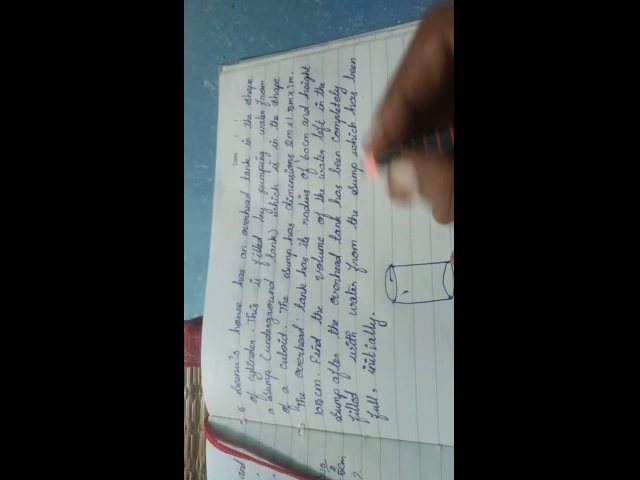 5 Seenu's house has an overhead tank in the shape
of cylinder. This is filled by pumping water from
a sump (underground tank) which is in the shape
of a cuboid. The sump has dimensions 2m x 1.5m x 1m.
The overhead tank has its radius of 60cm and height
cm. Find the volume of the water left in the
sump after the overhead tank has been completely
filled with water from the sump which has been
full, initially.
and